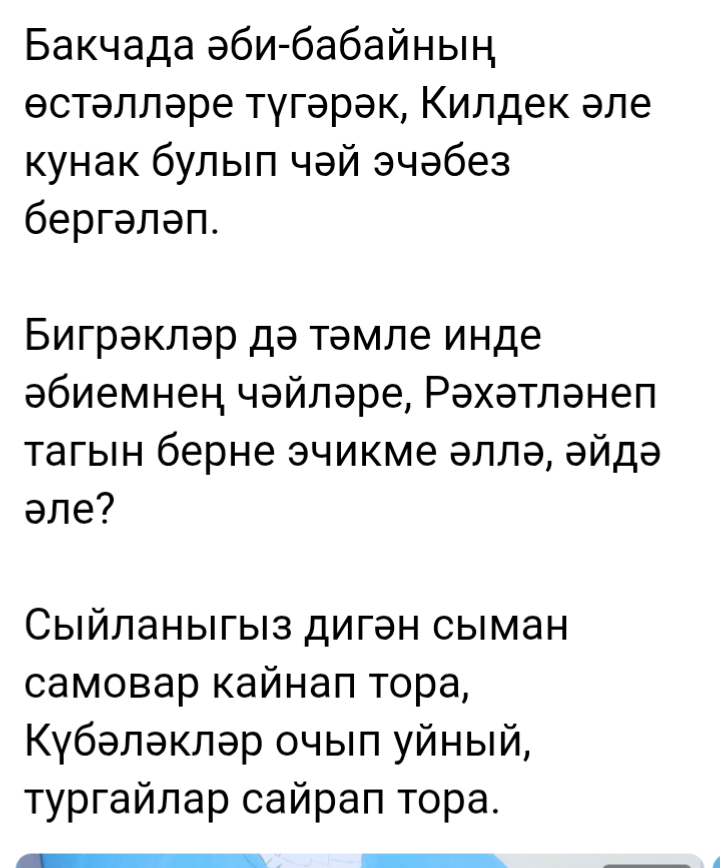 Бакчада әби-бабайның
өстәлләре түгәрәк, Килдек әле
кунак булып чәй эчәбез
бергәләп.
Бигрәкләр дә тәмле инде
әбиемнең чәйләре, Рәхәтләнеп
тагын берне эчикме әллә, әйдә
әле?
Сыйланыгыз дигән сыман
самовар кайнап тора,
Күбәләкләр очып уйный,
тургайлар сайрап тора.